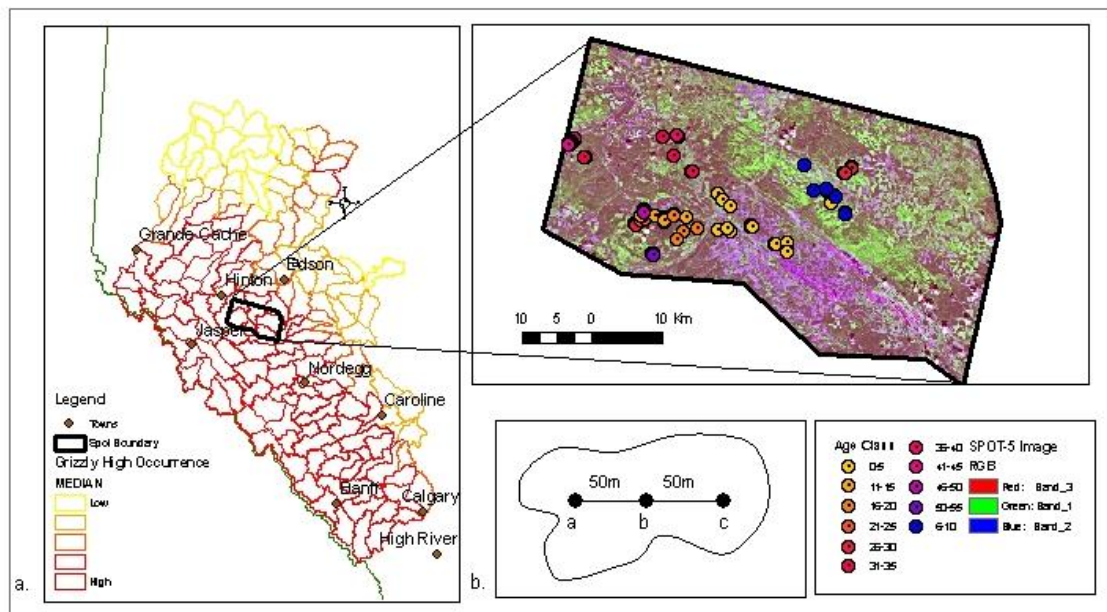 Grande Cache
Edson
Hinton
Jasper
Nordegg
Caroline
Banff
Calgary
High River
Legend
Towns
Spot Boundary
Grizzly High Occurrence
MEDIAN
Low
High
a.
10 5 0 10 Km
50m 50m
a b c
b.
Age Class
0-5
11-15
16-20
21-25
26-30
31-35
36-40
41-45
46-50
50-55
6-10
SPOT-5 Image
RGB
Red: Band_3
Green: Band_1
Blue: Band_2